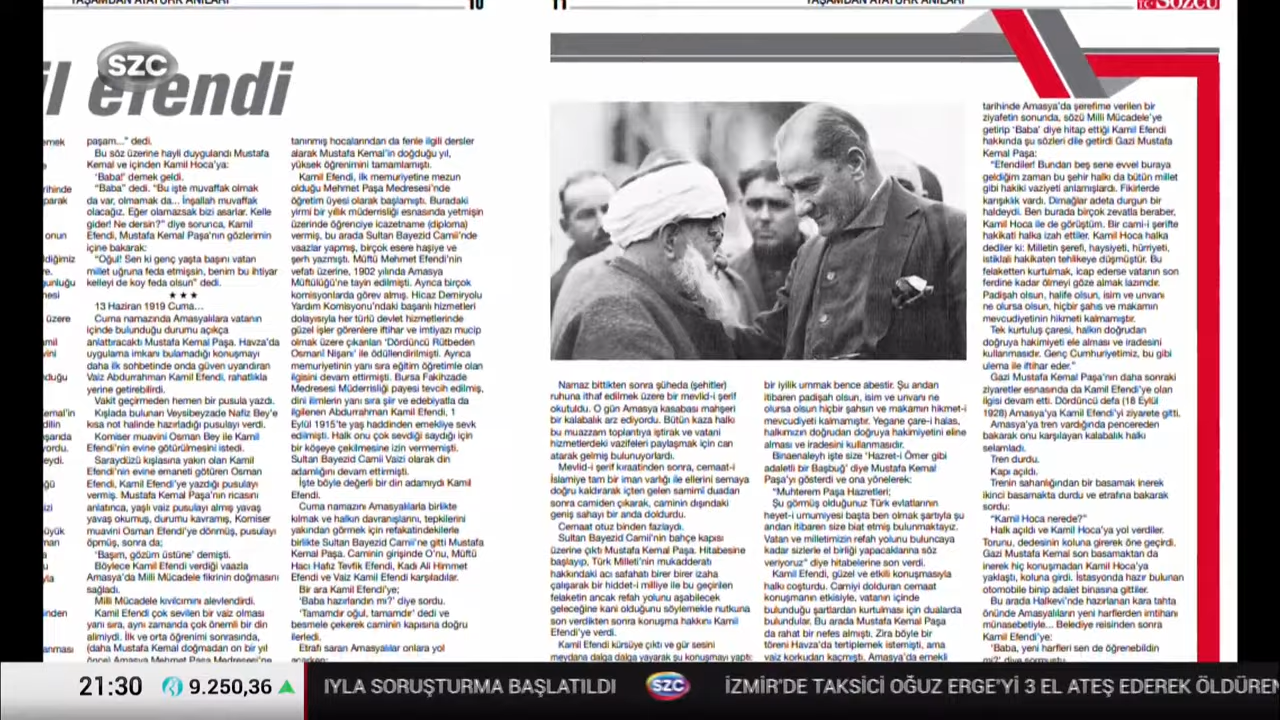 YAŞAMDAN ATATÜRK ANILARI
10
11
YAŞAMDAN ATATÜRK ANILARI
SÖZCÜ
SZC
il efendi
paşam..." dedi.
Bu söz üzerine hayli duygulandı Mustafa
Kemal ve içinden Kamil Hoca'ya:
'Baba!' demek geldi.
"Baba" dedi. "Bu işte muvaffak olmak
da var, olmamak da... İnşallah muvaffak
olacağız. Eğer olamazsak bizi asarlar. Kelle
gider! Ne dersin?" diye sorunca, Kamil
Efendi, Mustafa Kemal Paşa'nın gözlerimin
içine bakarak:
"Oğul! Sen ki genç yaşta başını vatan
millet uğruna feda etmişsin, benim bu ihtiyar
kelleyi de koy feda olsun" dedi.
★★★
13 Haziran 1919 Cuma...
Cuma namazında Amasyalılara vatanın
içinde bulunduğu durumu açıkça
anlattıracaktı Mustafa Kemal Paşa. Havza'da
uygulama imkanı bulamadığı konuşmayı
daha ilk sohbetinde onda güven uyandıran
Vaiz Abdurrahman Kamil Efendi, rahatlıkla
yerine getirebilirdi.
Vakit geçirmeden hemen bir pusula yazdı.
Kışlada bulunan Veysibeyzade Nafiz Bey'e
kısa not halinde hazırladığı pusulayı verdi.
Komiser muavini Osman Bey ile Kamil
Efendi'nin evine götürülmesini istedi.
Saraydüzü kışlasına yakın olan Kamil
Efendi'nin evine emaneti götüren Osman
Efendi, Kamil Efendi'ye yazdığı pusulayı
vermiş. Mustafa Kemal Paşa'nın ricasını
anlatınca, yaşlı vaiz pusulayı almış yavaş
yavaş okumuş, durumu kavramış, Komiser
muavini Osman Efendi'ye dönmüş, pusulayı
öpmüş, sonra da;
'Başım, gözüm üstüne' demişti.
Böylece Kamil Efendi verdiği vaazla
Amasya'da Milli Mücadele fikrinin doğmasını
sağladı.
Milli Mücadele kıvılcımını alevlendirdi.
Kamil Efendi çok sevilen bir vaiz olması
yanı sıra, aynı zamanda çok önemli bir din
alimiydi. İlk ve orta öğrenimi sonrasında,
(daha Mustafa Kemal doğmadan on bir yıl
önce) Amasya Mehmet Paşa Medresesi'ne
tanınmış hocalarından da fenle ilgili dersler
alarak Mustafa Kemal'in doğduğu yıl,
yüksek öğrenimini tamamlamıştı.
Kamil Efendi, ilk memuriyetine mezun
olduğu Mehmet Paşa Medresesi'nde
öğretim üyesi olarak başlamıştı. Buradaki
yirmi bir yıllık müderrisliği esnasında yetmişin
üzerinde öğrenciye icazetname (diploma)
vermiş, bu arada Sultan Bayezid Camii'nde
vaazlar yapmış, birçok esere haşiye ve
şerh yazmıştı. Müftü Mehmet Efendi'nin
vefatı üzerine, 1902 yılında Amasya
Müftülüğü'ne tayin edilmişti. Ayrıca birçok
komisyonlarda görev almış. Hicaz Demiryolu
Yardım Komisyonu'ndaki başarılı hizmetleri
dolayısıyla her türlü devlet hizmetlerinde
güzel işler görenlere iftihar ve imtiyazı mucip
olmak üzere çıkarılan 'Dördüncü Rütbeden
Osmanî Nişanı' ile ödüllendirilmişti. Ayrıca
memuriyetinin yanı sıra eğitim öğretimle olan
ilgisini devam ettirmişti. Bursa Fakihzade
Medresesi Müderrisliği payesi tevcih edilmiş,
dini ilimlerin yanı sıra şiir ve edebiyatla da
ilgilenen Abdurrahman Kamil Efendi, 1
Eylül 1915'te yaş haddinden emekliye sevk
edilmişti. Halk onu çok sevdiği saydığı için
bir köşeye çekilmesine izin vermemişti.
Sultan Bayezid Camii Vaizi olarak din
adamlığını devam ettirmişti.
İşte böyle değerli bir din adamıydı Kamil
Efendi.
Cuma namazını Amasyalılarla birlikte
kılmak ve halkın davranışlarını, tepkilerini
yakından görmek için refakatindekilerle
birlikte Sultan Bayezid Camii'ne gitti Mustafa
Kemal Paşa. Caminin girişinde O'nu, Müftü
Hacı Hafız Tevfik Efendi, Kadı Ali Himmet
Efendi ve Vaiz Kamil Efendi karşıladılar.
Bir ara Kamil Efendi'ye;
'Baba hazırlandın mı?' diye sordu.
'Tamamdır oğul, tamamdır' dedi ve
besmele çekerek caminin kapısına doğru
ilerledi.
Etrafı saran Amasyalılar onlara yol
açarken;
Namaz bittikten sonra şüheda (şehitler)
ruhuna ithaf edilmek üzere bir mevlid-i şerif
okutuldu. O gün Amasya kasabası mahşeri
bir kalabalık arz ediyordu. Bütün kaza halkı
bu muazzam toplantıya iştirak ve vatani
hizmetlerdeki vazifeleri paylaşmak için can
atarak gelmiş bulunuyorlardı.
Mevlid-i şerif kıraatinden sonra, cemaat-i
İslamiye tam bir iman varlığı ile ellerini semaya
doğru kaldırarak içten gelen samimî duadan
sonra camiden çıkarak, caminin dışındaki
geniş sahayı bir anda doldurdu.
Cemaat otuz binden fazlaydı.
Sultan Bayezid Camii'nin bahçe kapısı
üzerine çıktı Mustafa Kemal Paşa. Hitabesine
başlayıp, Türk Milleti'nin mukadderatı
hakkındaki acı safahatı birer birer izaha
çalışarak bir hiddet-i milliye ile bu geçirilen
felaketin ancak refah yolunu aşabilecek
geleceğine kani olduğunu söylemekle nutkuna
son verdikten sonra konuşma hakkını Kamil
Efendi'ye verdi.
Kamil Efendi kürsüye çıktı ve gür sesini
meydana dalga dalga yayarak şu konuşmayı yaptı:
bir iyilik ummak bence abestir. Şu andan
itibaren padişah olsun, isim ve unvanı ne
olursa olsun hiçbir şahsın ve makamın hikmet-i
mevcudiyeti kalmamıştır. Yegane çare-i halas,
halkımızın doğrudan doğruya hakimiyetini eline
alması ve iradesini kullanmasıdır.
Binaenaleyh işte size 'Hazret-i Ömer gibi
adaletli bir Başbuğ' diye Mustafa Kemal
Paşa'yı gösterdi ve ona yönelerek:
"Muhterem Paşa Hazretleri;
Şu görmüş olduğunuz Türk evlatlarının
heyet-i umumiyesi başta ben olmak şartıyla şu
andan itibaren size biat etmiş bulunmaktayız.
Vatan ve milletimizin refah yolunu buluncaya
kadar sizlerle el birliği yapacaklarına söz
veriyoruz" diye hitabelerine son verdi.
Kamil Efendi, güzel ve etkili konuşmasıyla
halkı coşturdu. Camiyi dolduran cemaat
konuşmanın etkisiyle, vatanın içinde
bulunduğu şartlardan kurtulması için dualarda
bulundular. Bu arada Mustafa Kemal Paşa
da rahat bir nefes almıştı. Zira böyle bir
töreni Havza'da tertiplemek istemişti, ama
vaiz korkudan kaçmıştı. Amasya'da emekli
tarihinde Amasya'da şerefime verilen bir
ziyafetin sonunda, sözü Milli Mücadele'ye
getirip 'Baba' diye hitap ettiği Kamil Efendi
hakkında şu sözleri dile getirdi Gazi Mustafa
Kemal Paşa:
"Efendiler! Bundan beş sene evvel buraya
geldiğim zaman bu şehir halkı da bütün millet
gibi hakiki vaziyeti anlamışlardı. Fikirlerde
karışıklık vardı. Dimağlar adeta durgun bir
haldeydi. Ben burada birçok zevatla beraber,
Kamil Hoca ile de görüştüm. Bir cami-i şerifte
hakikati halka izah ettiler. Kamil Hoca halka
dediler ki: Milletin şerefi, haysiyeti, hürriyeti,
istiklali hakikaten tehlikeye düşmüştür. Bu
felaketten kurtulmak, icap ederse vatanın son
ferdine kadar ölmeyi göze almak lazımdır.
Padişah olsun, halife olsun, isim ve unvanı
ne olursa olsun, hiçbir şahıs ve makamın
mevcudiyetinin hikmeti kalmamıştır.
Tek kurtuluş çaresi, halkın doğrudan
doğruya hakimiyeti ele alması ve iradesini
kullanmasıdır. Genç Cumhuriyetimiz, bu gibi
ulema ile iftihar eder."
Gazi Mustafa Kemal Paşa'nın daha sonraki
ziyaretler esnasında da Kamil Efendi'ye olan
ilgisi devam etti. Dördüncü defa (18 Eylül
1928) Amasya'ya Kamil Efendi'yi ziyarete gitti.
Amasya'ya tren vardığında pencereden
bakarak onu karşılayan kalabalık halkı
selamladı.
Tren durdu.
Kapı açıldı.
Trenin sahanlığından bir basamak inerek
ikinci basamakta durdu ve etrafına bakarak
sordu:
"Kamil Hoca nerede?"
Halk açıldı ve Kamil Hoca'ya yol verdiler.
Torunu, dedesinin koluna girerek öne geçirdi.
Gazi Mustafa Kemal son basamaktan da
inerek hiç konuşmadan Kamil Hoca'ya
yaklaştı, koluna girdi. İstasyonda hazır bulunan
otomobile binip adalet binasına gittiler.
Bu arada Halkevi'nde hazırlanan kara tahta
önünde Amasyalıların yeni harflerden imtihanı
münasebetiyle... Belediye reisinden sonra
Kamil Efendi'ye:
'Baba, yeni harfleri sen de öğrenebildin
mi?' diye sormuştu.
21:30
9.250,36
IYLA SORUŞTURMA BAŞLATILDI
SZC
İZMİR'DE TAKSİCİ OĞUZ ERGE'Yİ 3 EL ATEŞ EDEREK ÖLDÜREN